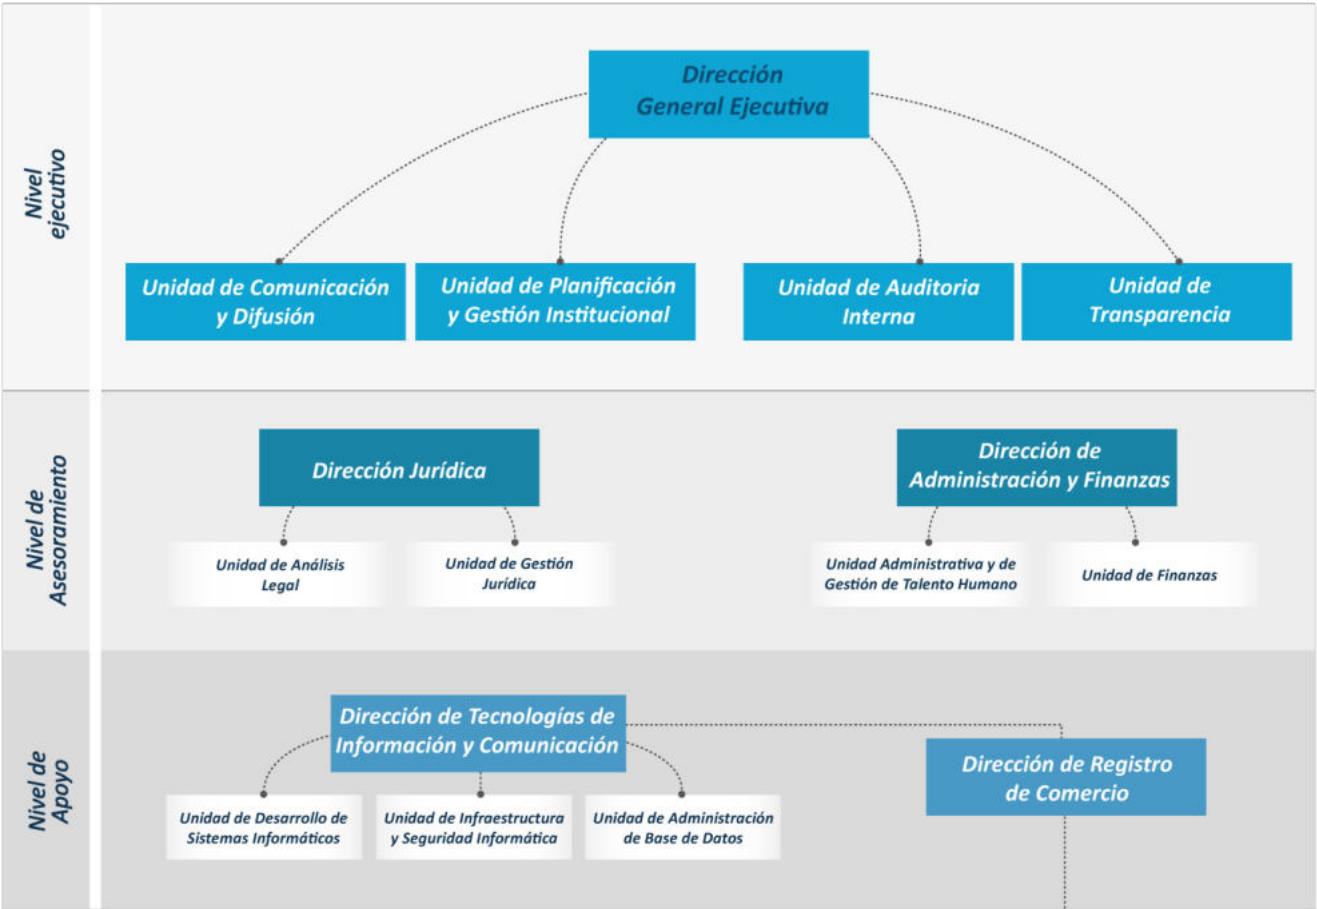 Nivel
ejecutivo
Dirección
General Ejecutiva
Unidad de Comunicación
y Difusión
Unidad de Planificación
y Gestión Institucional
Unidad de Auditoria
Interna
Unidad de
Transparencia
Nivel de
Asesoramiento
Dirección Jurídica
Dirección de
Administración y Finanzas
Unidad de Análisis
Legal
Unidad de Gestión
Jurídica
Unidad Administrativa y de
Gestión de Talento Humano
Unidad de Finanzas
Nivel de
Apoyo
Dirección de Tecnologías de
Información y Comunicación
Dirección de Registro
de Comercio
Unidad de Desarrollo de
Sistemas Informáticos
Unidad de Infraestructura
y Seguridad Informática
Unidad de Administración
de Base de Datos